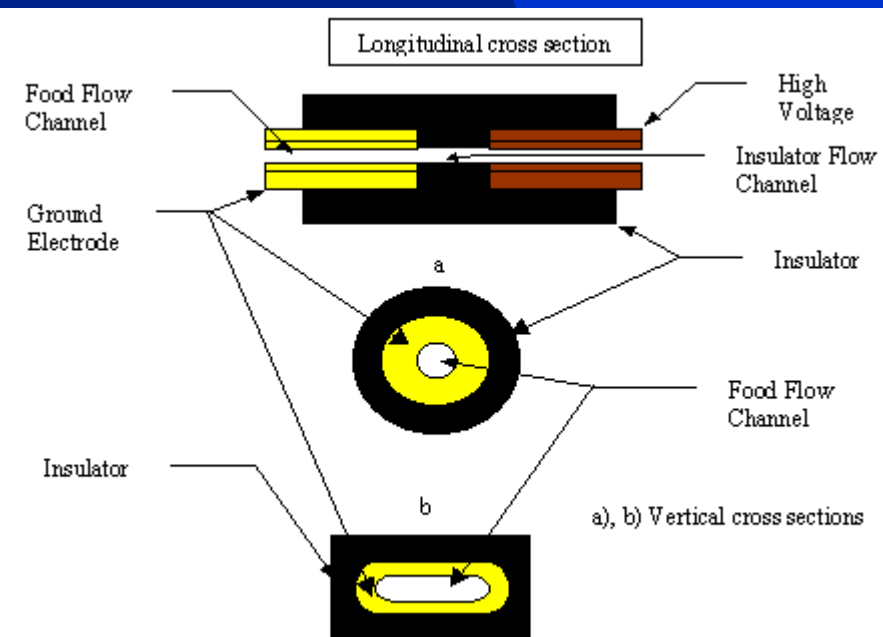 Longitudinal cross section
Food Flow
Channel
High
Voltage
Insulator Flow
Channel
Ground
Electrode
Insulator
a
Food Flow
Channel
Insulator
b
a), b) Vertical cross sections